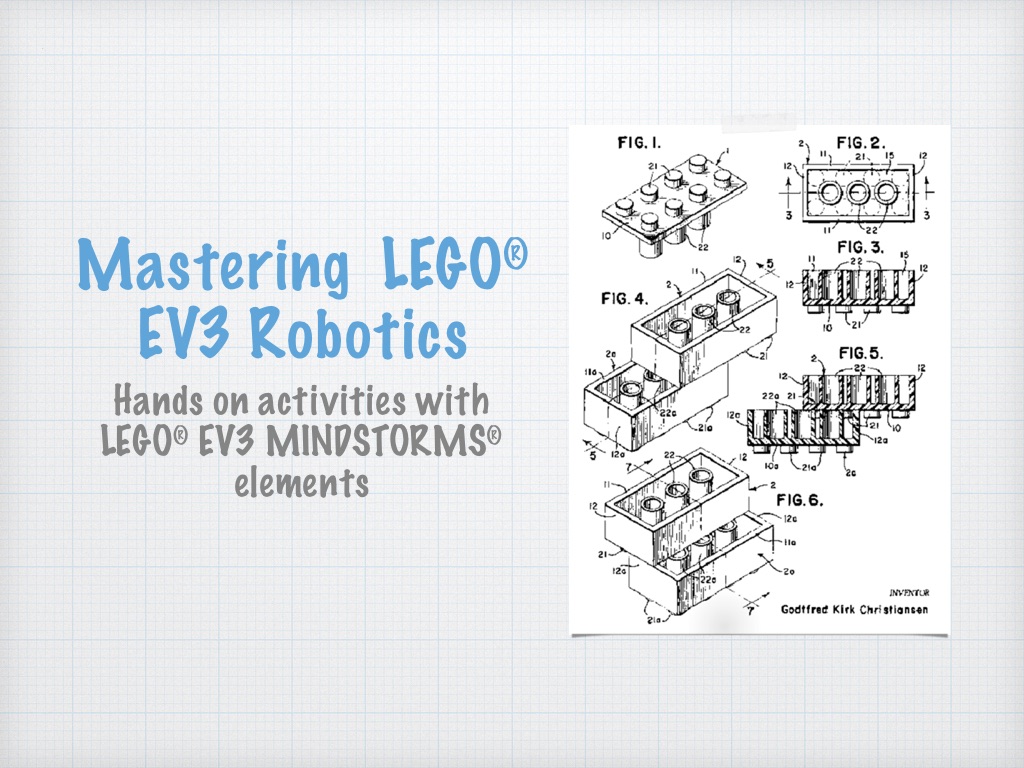 Mastering LEGO®
EV3 Robotics
Hands on activities with
LEGO® EV3 MINDSTORMS®
elements
FIG. 1.
21
1
10
22
FIG. 2.
2
11
21
15
12
12
3
3
11
22
FIG. 3.
11
22
15
12
12
10
21
FIG. 4.
5
12
11
2
22
21
2a
11a
22a
21a
5
12a
FIG. 5.
2
22
12
12
22a
21
12a
21
10
12a
10a
21a
2a
FIG. 6.
7
22
12
11
2
12
12a
11a
21
12a
22a
2a
7
21a
INVENTOR
Godtfred Kirk Christiansen